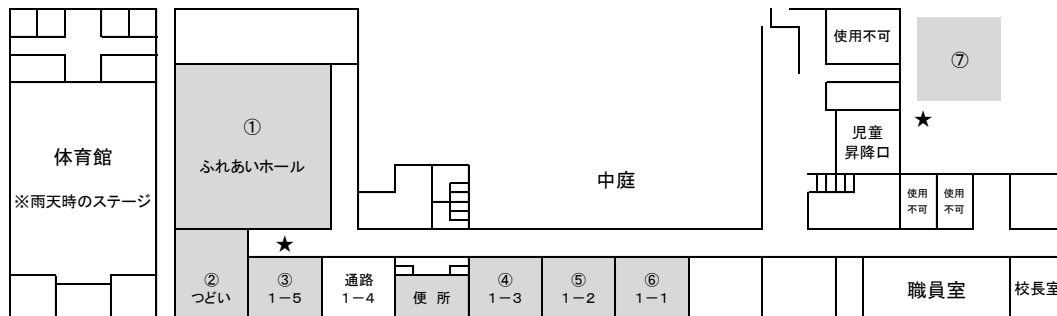 使用不可
⑦
★
①
ふれあいホール
体育館
※雨天時のステージ
中庭
児童
昇降口
使用
不可
使用
不可
★
②
つどい
③
1－5
通路
1－4
便 所
④
1－3
⑤
1－2
⑥
1－1
職員室
校長室